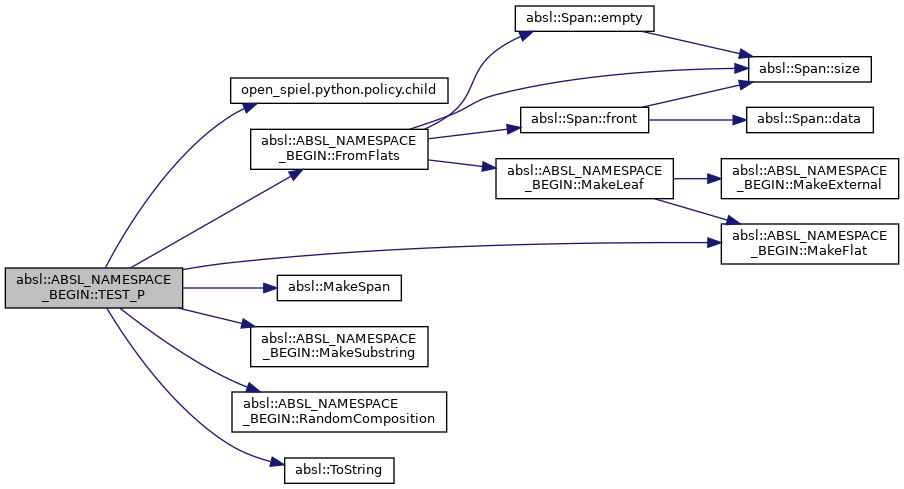 absl::Span::empty
absl::Span::size
open_spiel.python.policy.child
absl::Span::front
absl::Span::data
absl::ABSL_NAMESPACE
_BEGIN::FromFlats
absl::ABSL_NAMESPACE
_BEGIN::MakeLeaf
absl::ABSL_NAMESPACE
_BEGIN::MakeExternal
absl::ABSL_NAMESPACE
_BEGIN::MakeFlat
absl::ABSL_NAMESPACE
_BEGIN::TEST_P
absl::MakeSpan
absl::ABSL_NAMESPACE
_BEGIN::MakeSubstring
absl::ABSL_NAMESPACE
_BEGIN::RandomComposition
absl::ToString